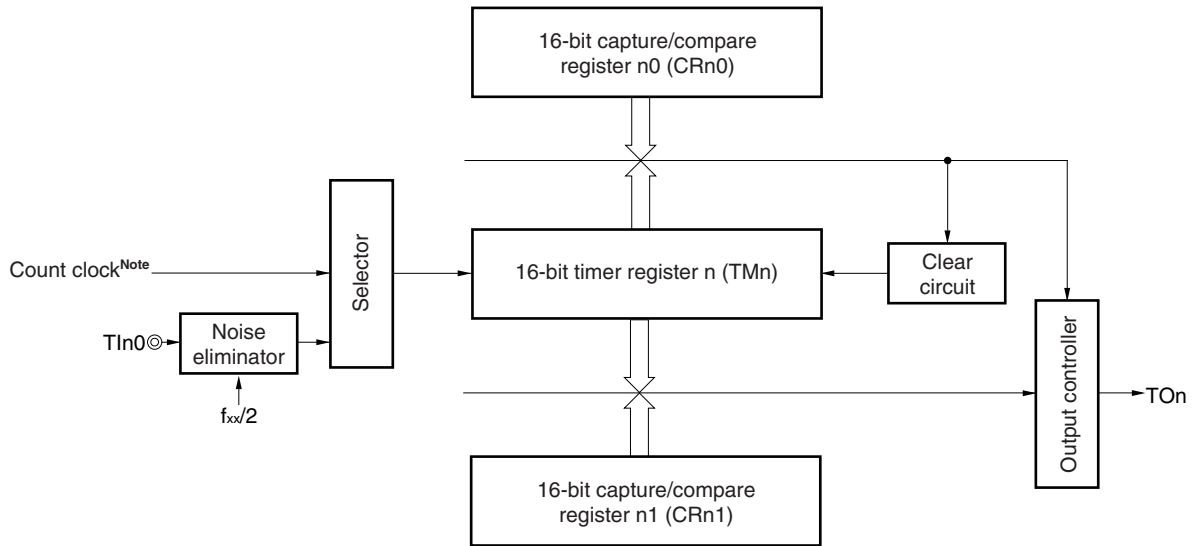 16-bit capture/compare
register n0 (CRn0)
Selector
Count clockNote
16-bit timer register n (TMn)
Clear
circuit
TIn0
Noise
eliminator
fxx/2
Output controller
TOn
16-bit capture/compare
register n1 (CRn1)